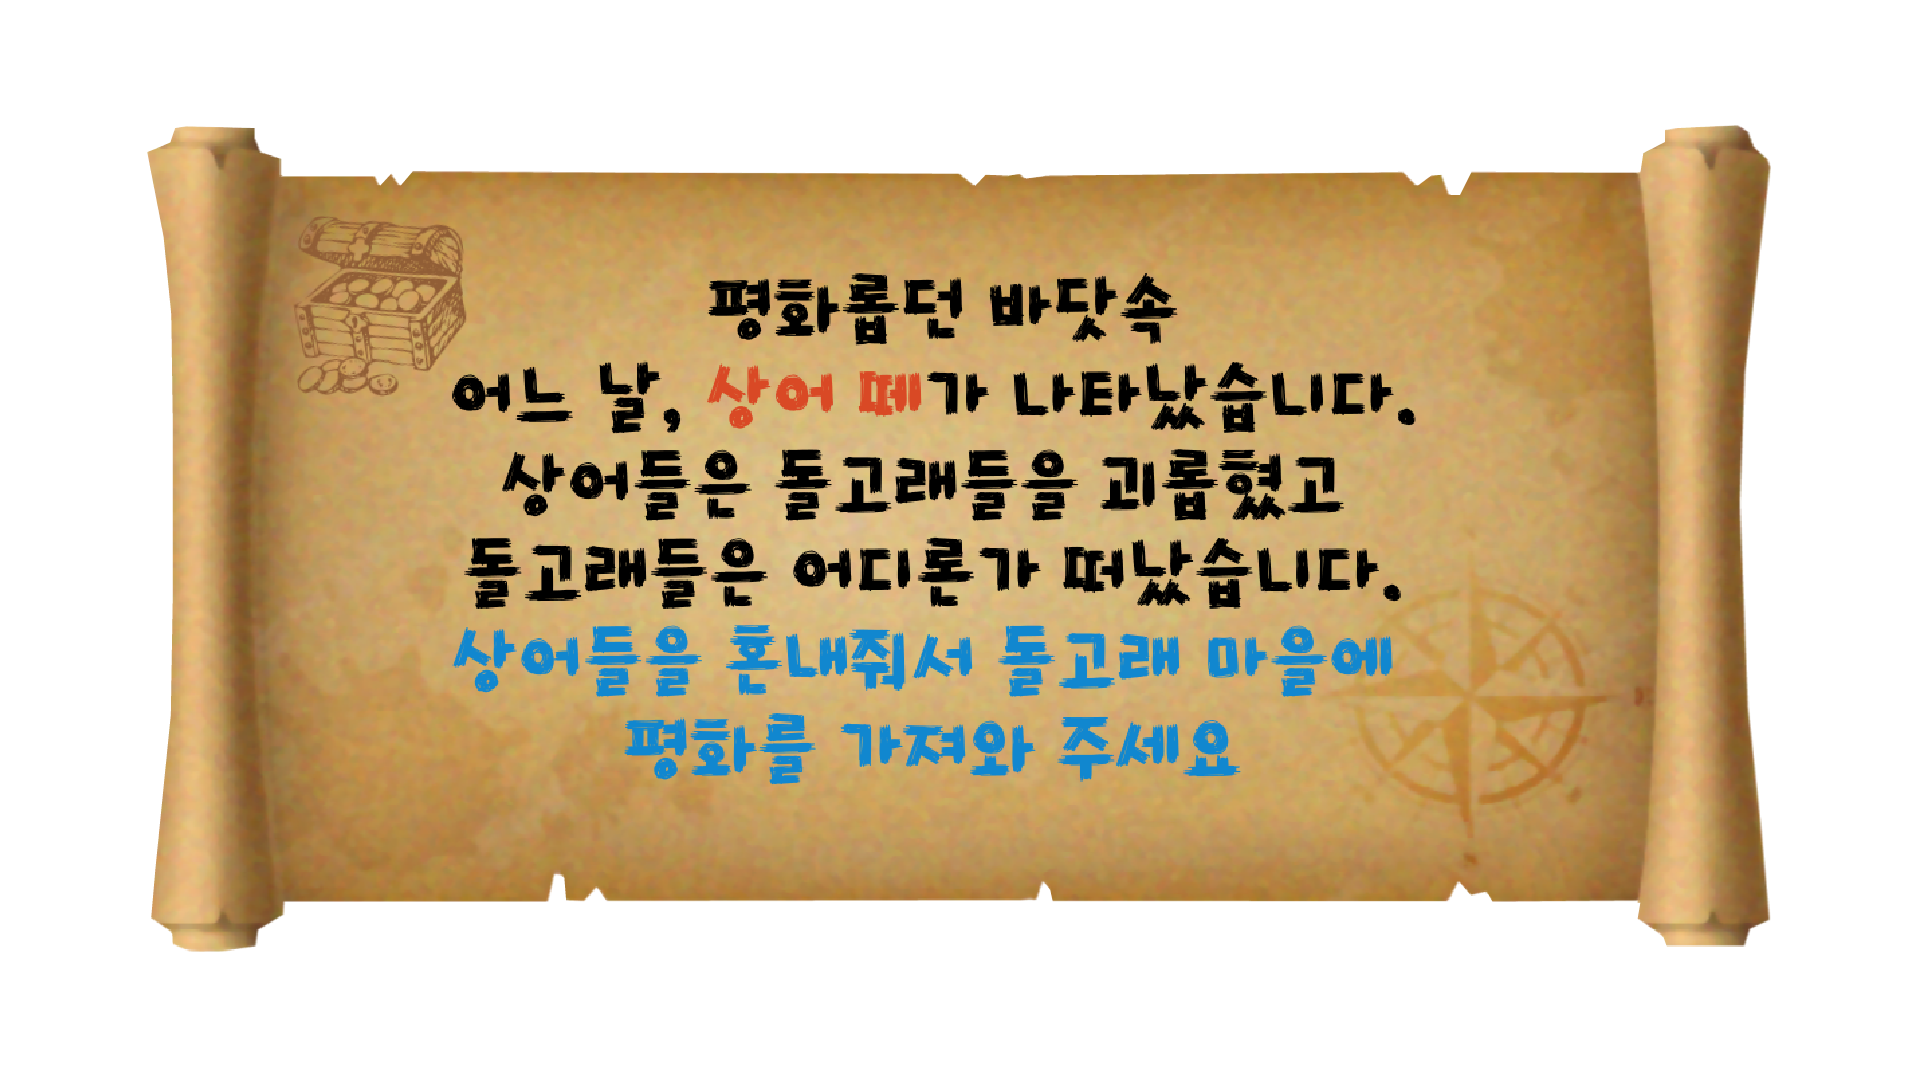 평화롭던 바닷속
어느 날, 상어 떼가 나타났습니다.
상어들은 돌고래들을 괴롭혔고
돌고래들은 어디론가 떠났습니다.
상어들을 혼내줘서 돌고래 마을에
평화를 가져와 주세요